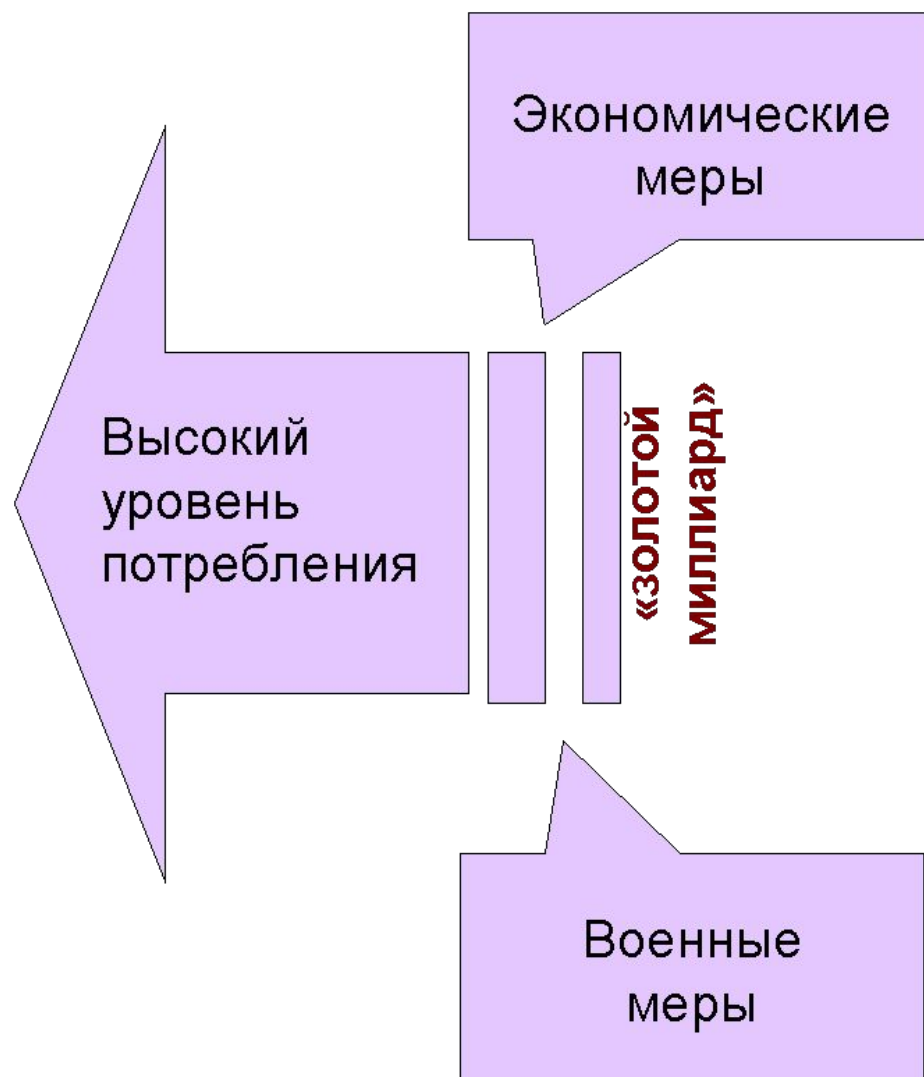 Экономические
меры
Высокий
уровень
потребления
«золотой
миллиард»
Военные
меры